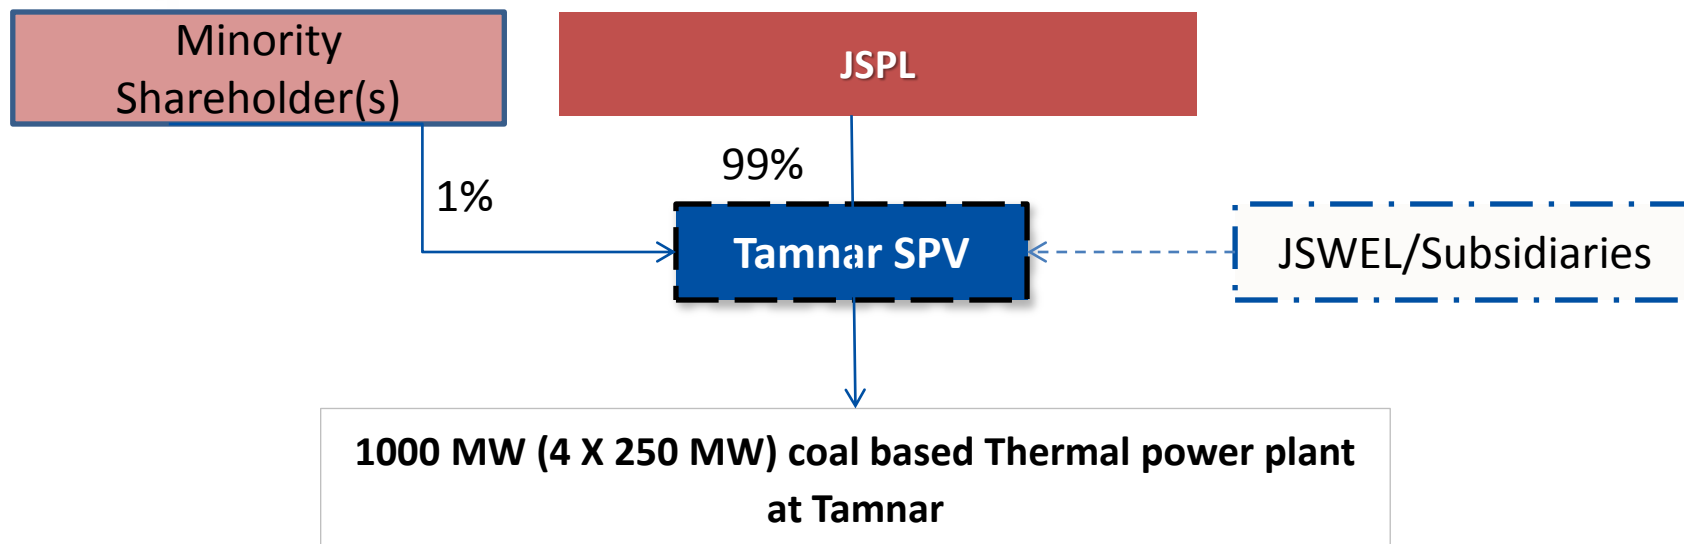 Minority
Shareholder(s)
JSPL
99%
1%
Tamnar SPV
JSWEL/Subsidiaries
1000 MW (4 X 250 MW) coal based Thermal power plant
at Tamnar